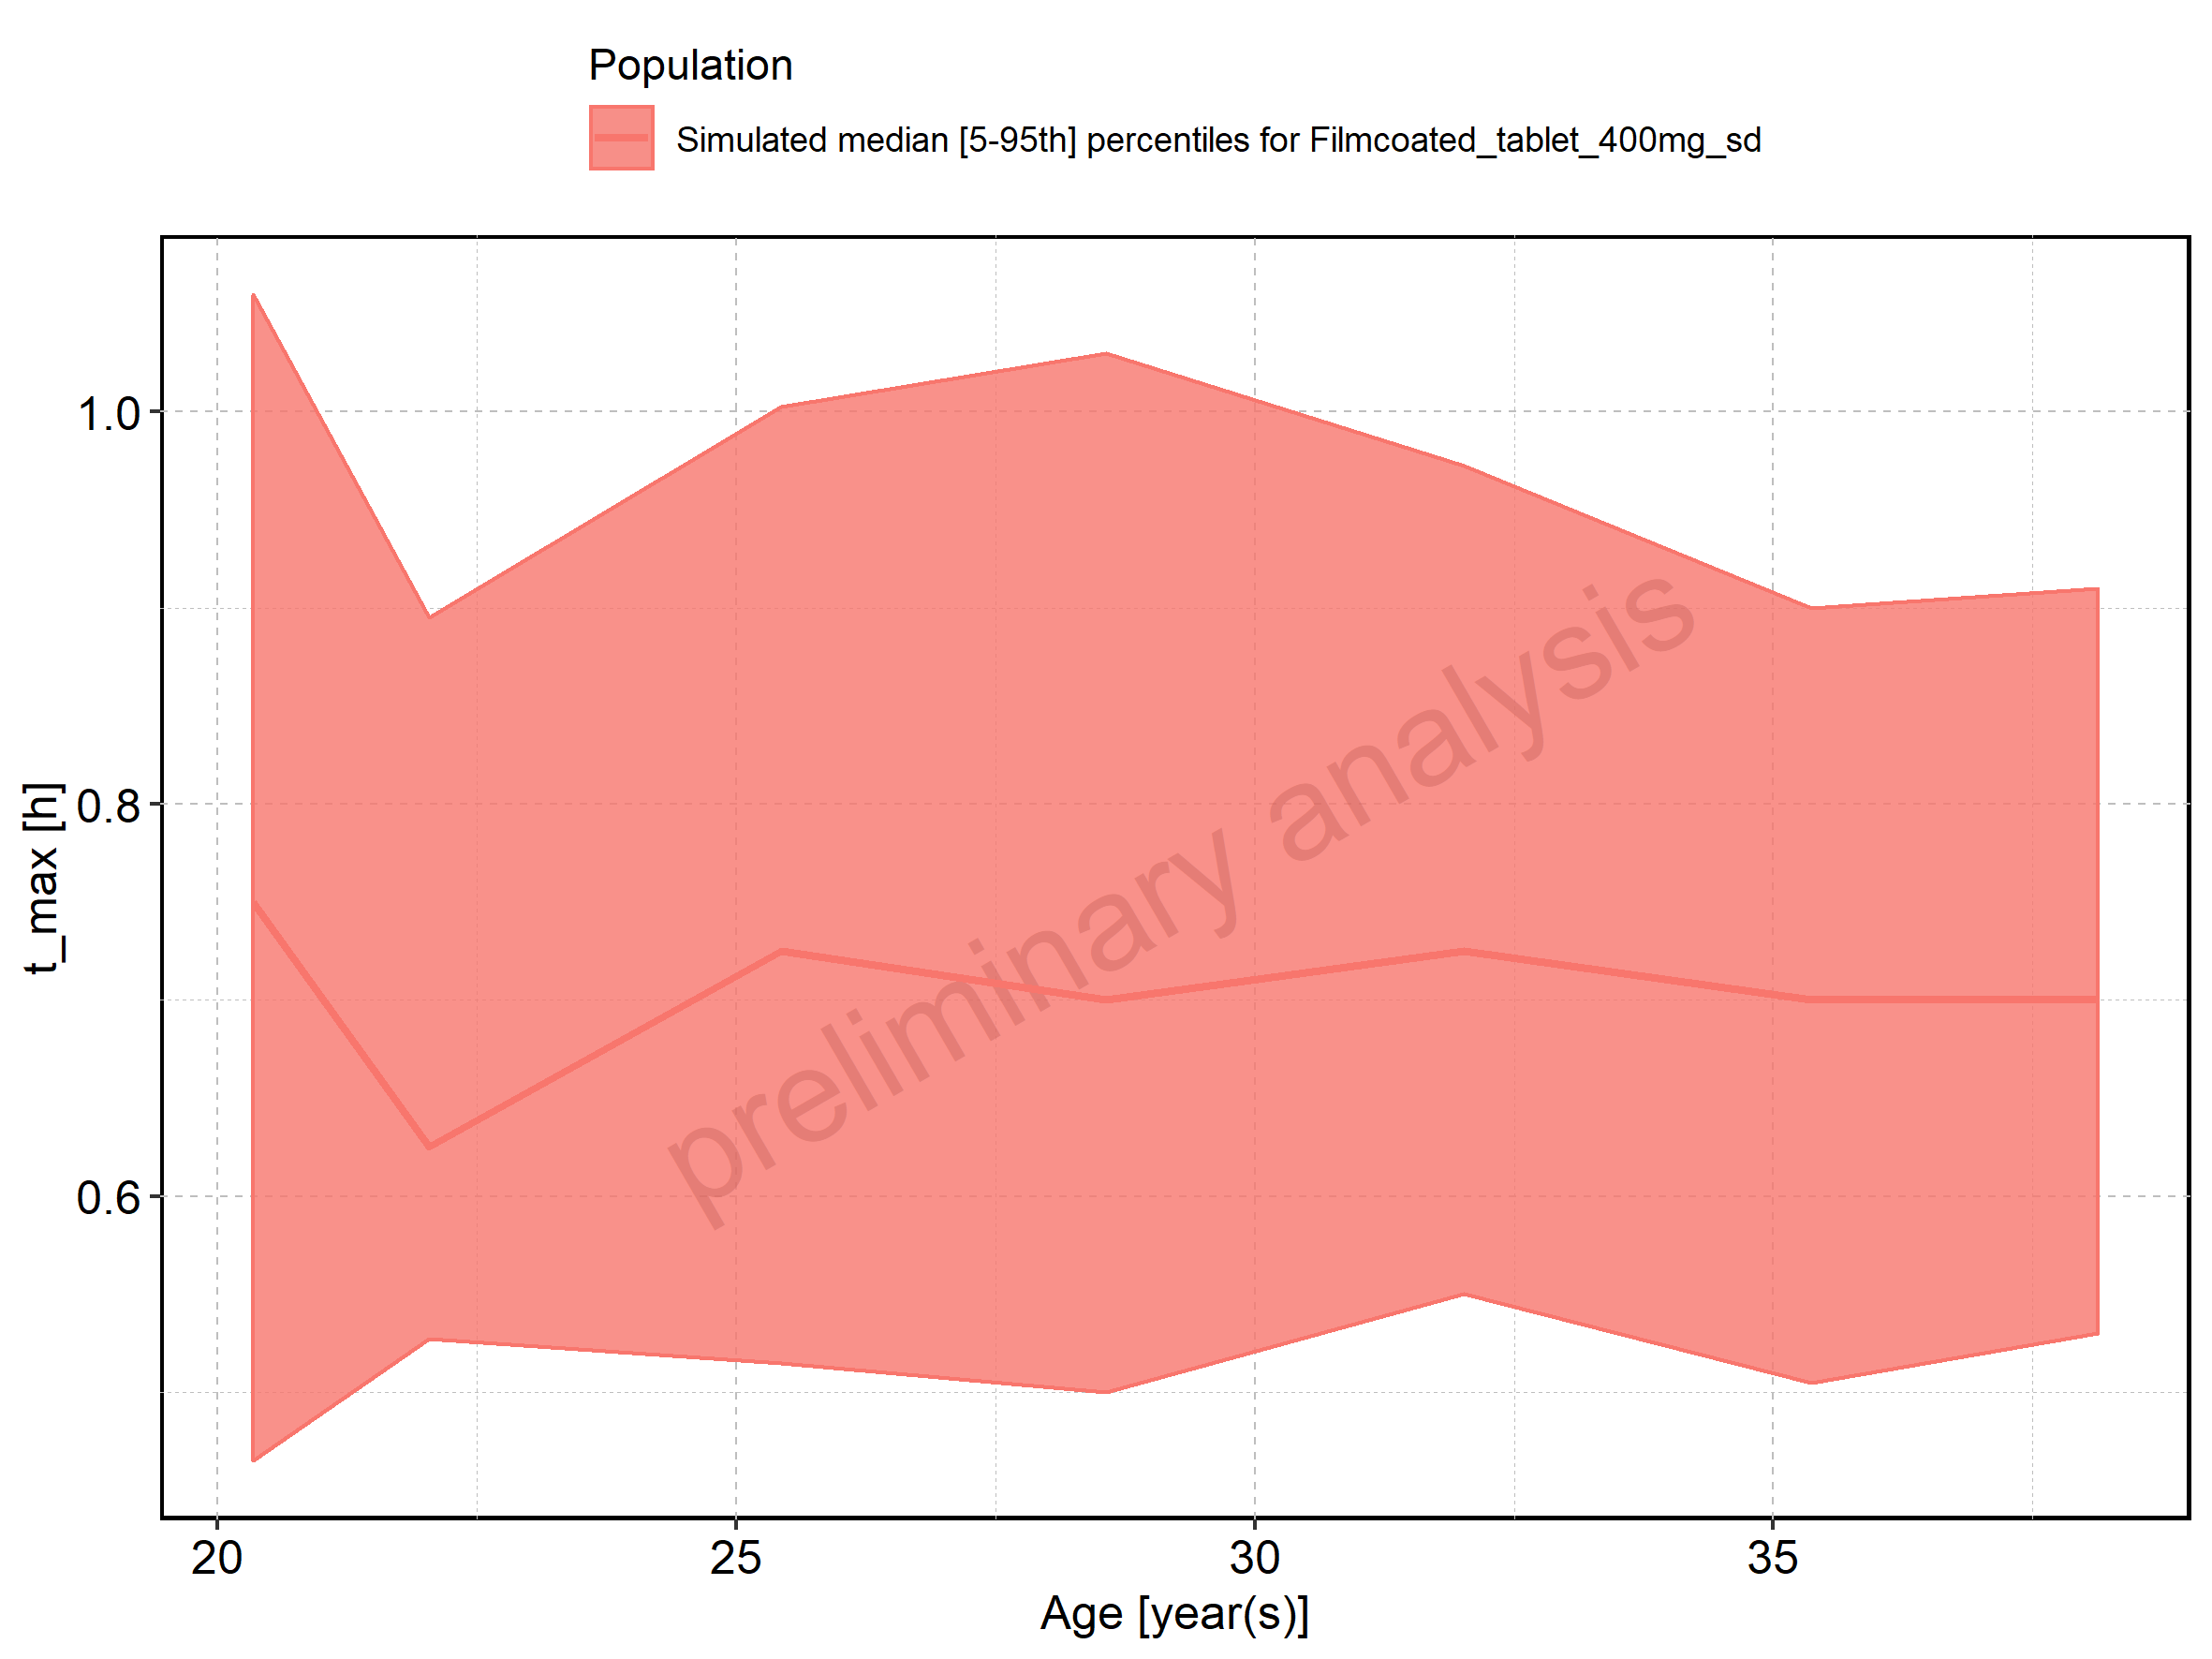 Population
Simulated median [5-95th] percentiles for Filmcoated_tablet_400mg_sd
1.0
0.8
0.6
t_max [h]
preliminary analysis
20 25 30 35
Age [year(s)]